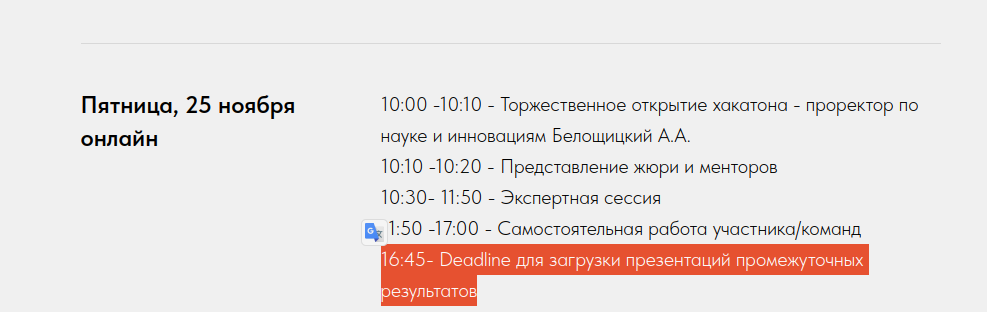 Пятница, 25 ноября
онлайн
10:00 -10:10 - Торжественное открытие хакатона - проректор по
науке и инновациям Белощицкий А.А.
10:10 -10:20 - Представление жюри и менторов
10:30- 11:50 - Экспертная сессия
1:50 -17:00 - Самостоятельная работа участника/команд
16:45- Deadline для загрузки презентаций промежуточных
результатов